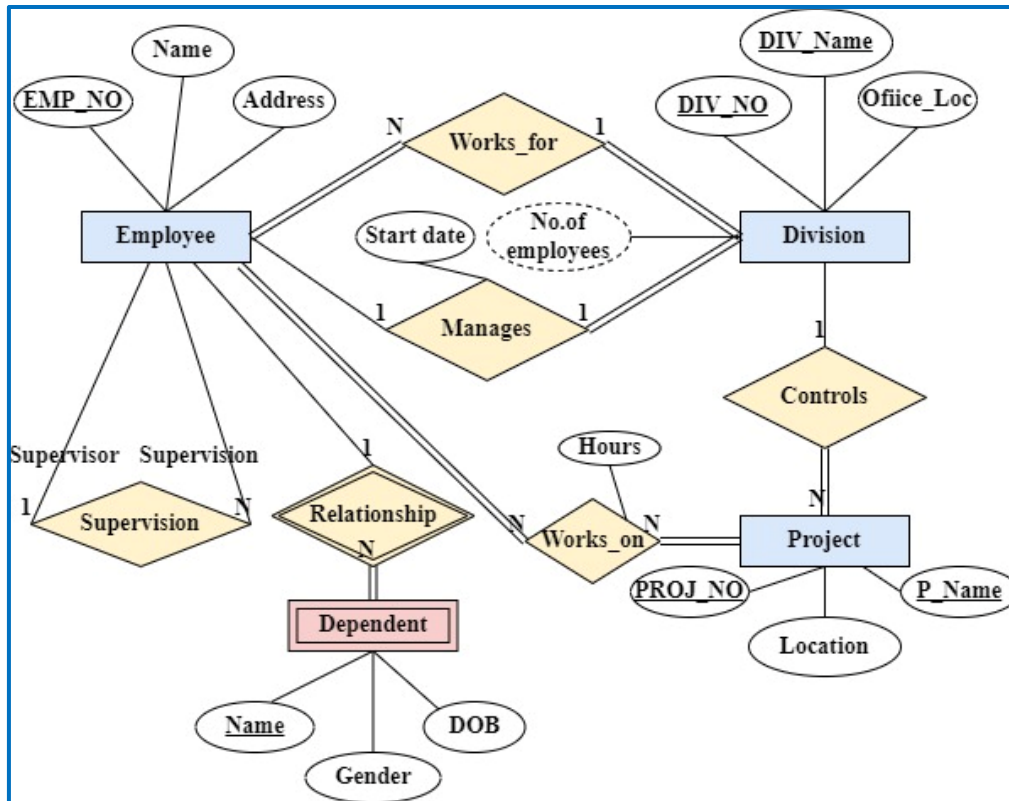 Name
DIV_Name
EMP_NO
Address
DIV_NO
Ofiice_Loc
N
Works_for
1
Employee
Start date
No.of
employees
Division
1
Manages
1
1
Controls
Supervisor
Supervision
1
Hours
1
Supervision
N
Relationship
N
N
Works_on
N
N
Project
PROJ_NO
P_Name
Dependent
Location
Name
DOB
Gender